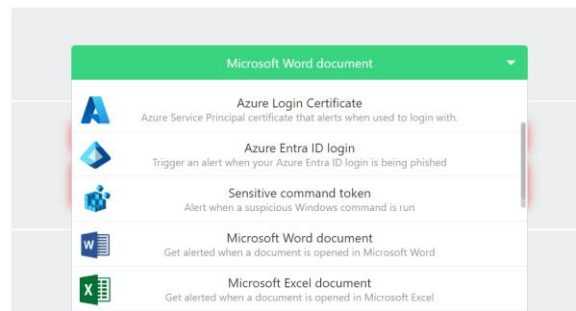 Microsoft Word document
Azure Login Certificate
Azure Service Principal certificate that alerts when used to login with.
Azure Entra ID login
Trigger an alert when your Azure Entra ID login is being phished
Sensitive command token
Alert when a suspicious Windows command is run
W
Microsoft Word document
Get alerted when a document is opened in Microsoft Word
X
Microsoft Excel document
Get alerted when a document is opened in Microsoft Excel